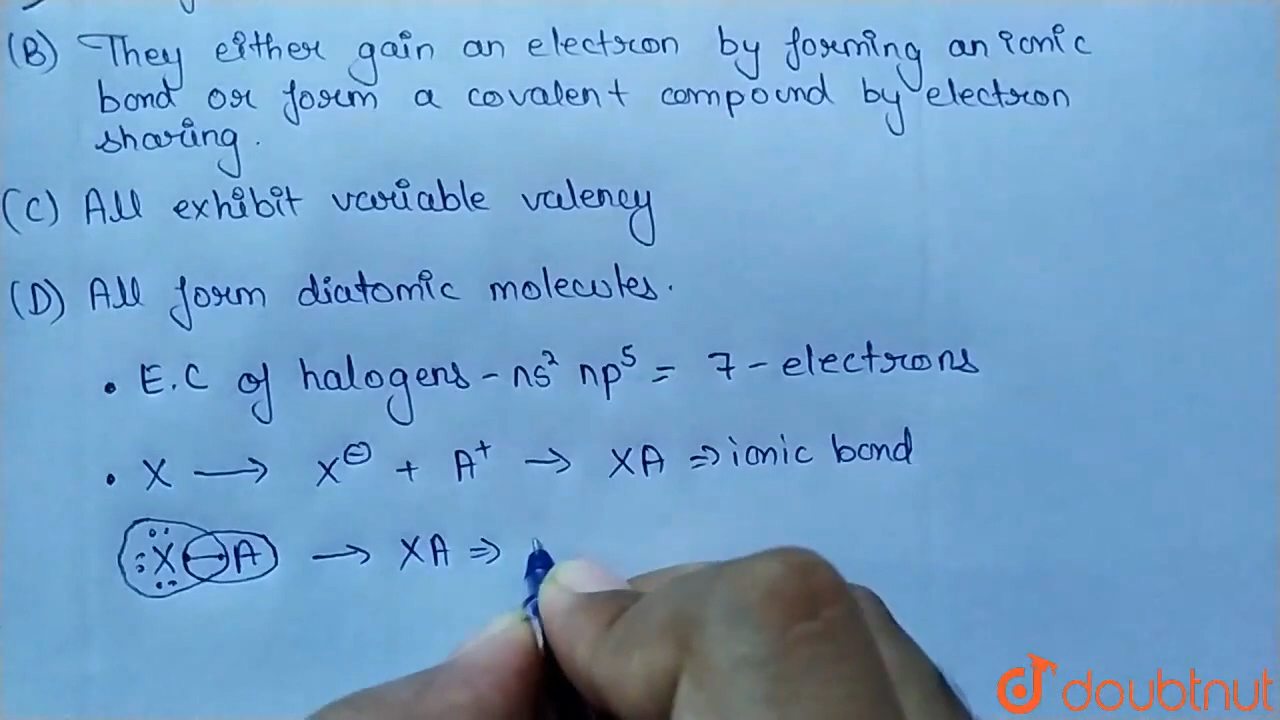 (B) They either gain an electron by forming an ionic
bond or form a covalent compound by electron
sharing.
(C) All exhibit variable valency
(D) All form diatomic molecules.
• E.C of halogens - ns² np⁵ = 7 - electrons
• X ⟶ X⊖ + A⁺ → XA ⇒ ionic bond
:X A ⟶ XA ⇒
doubtnut